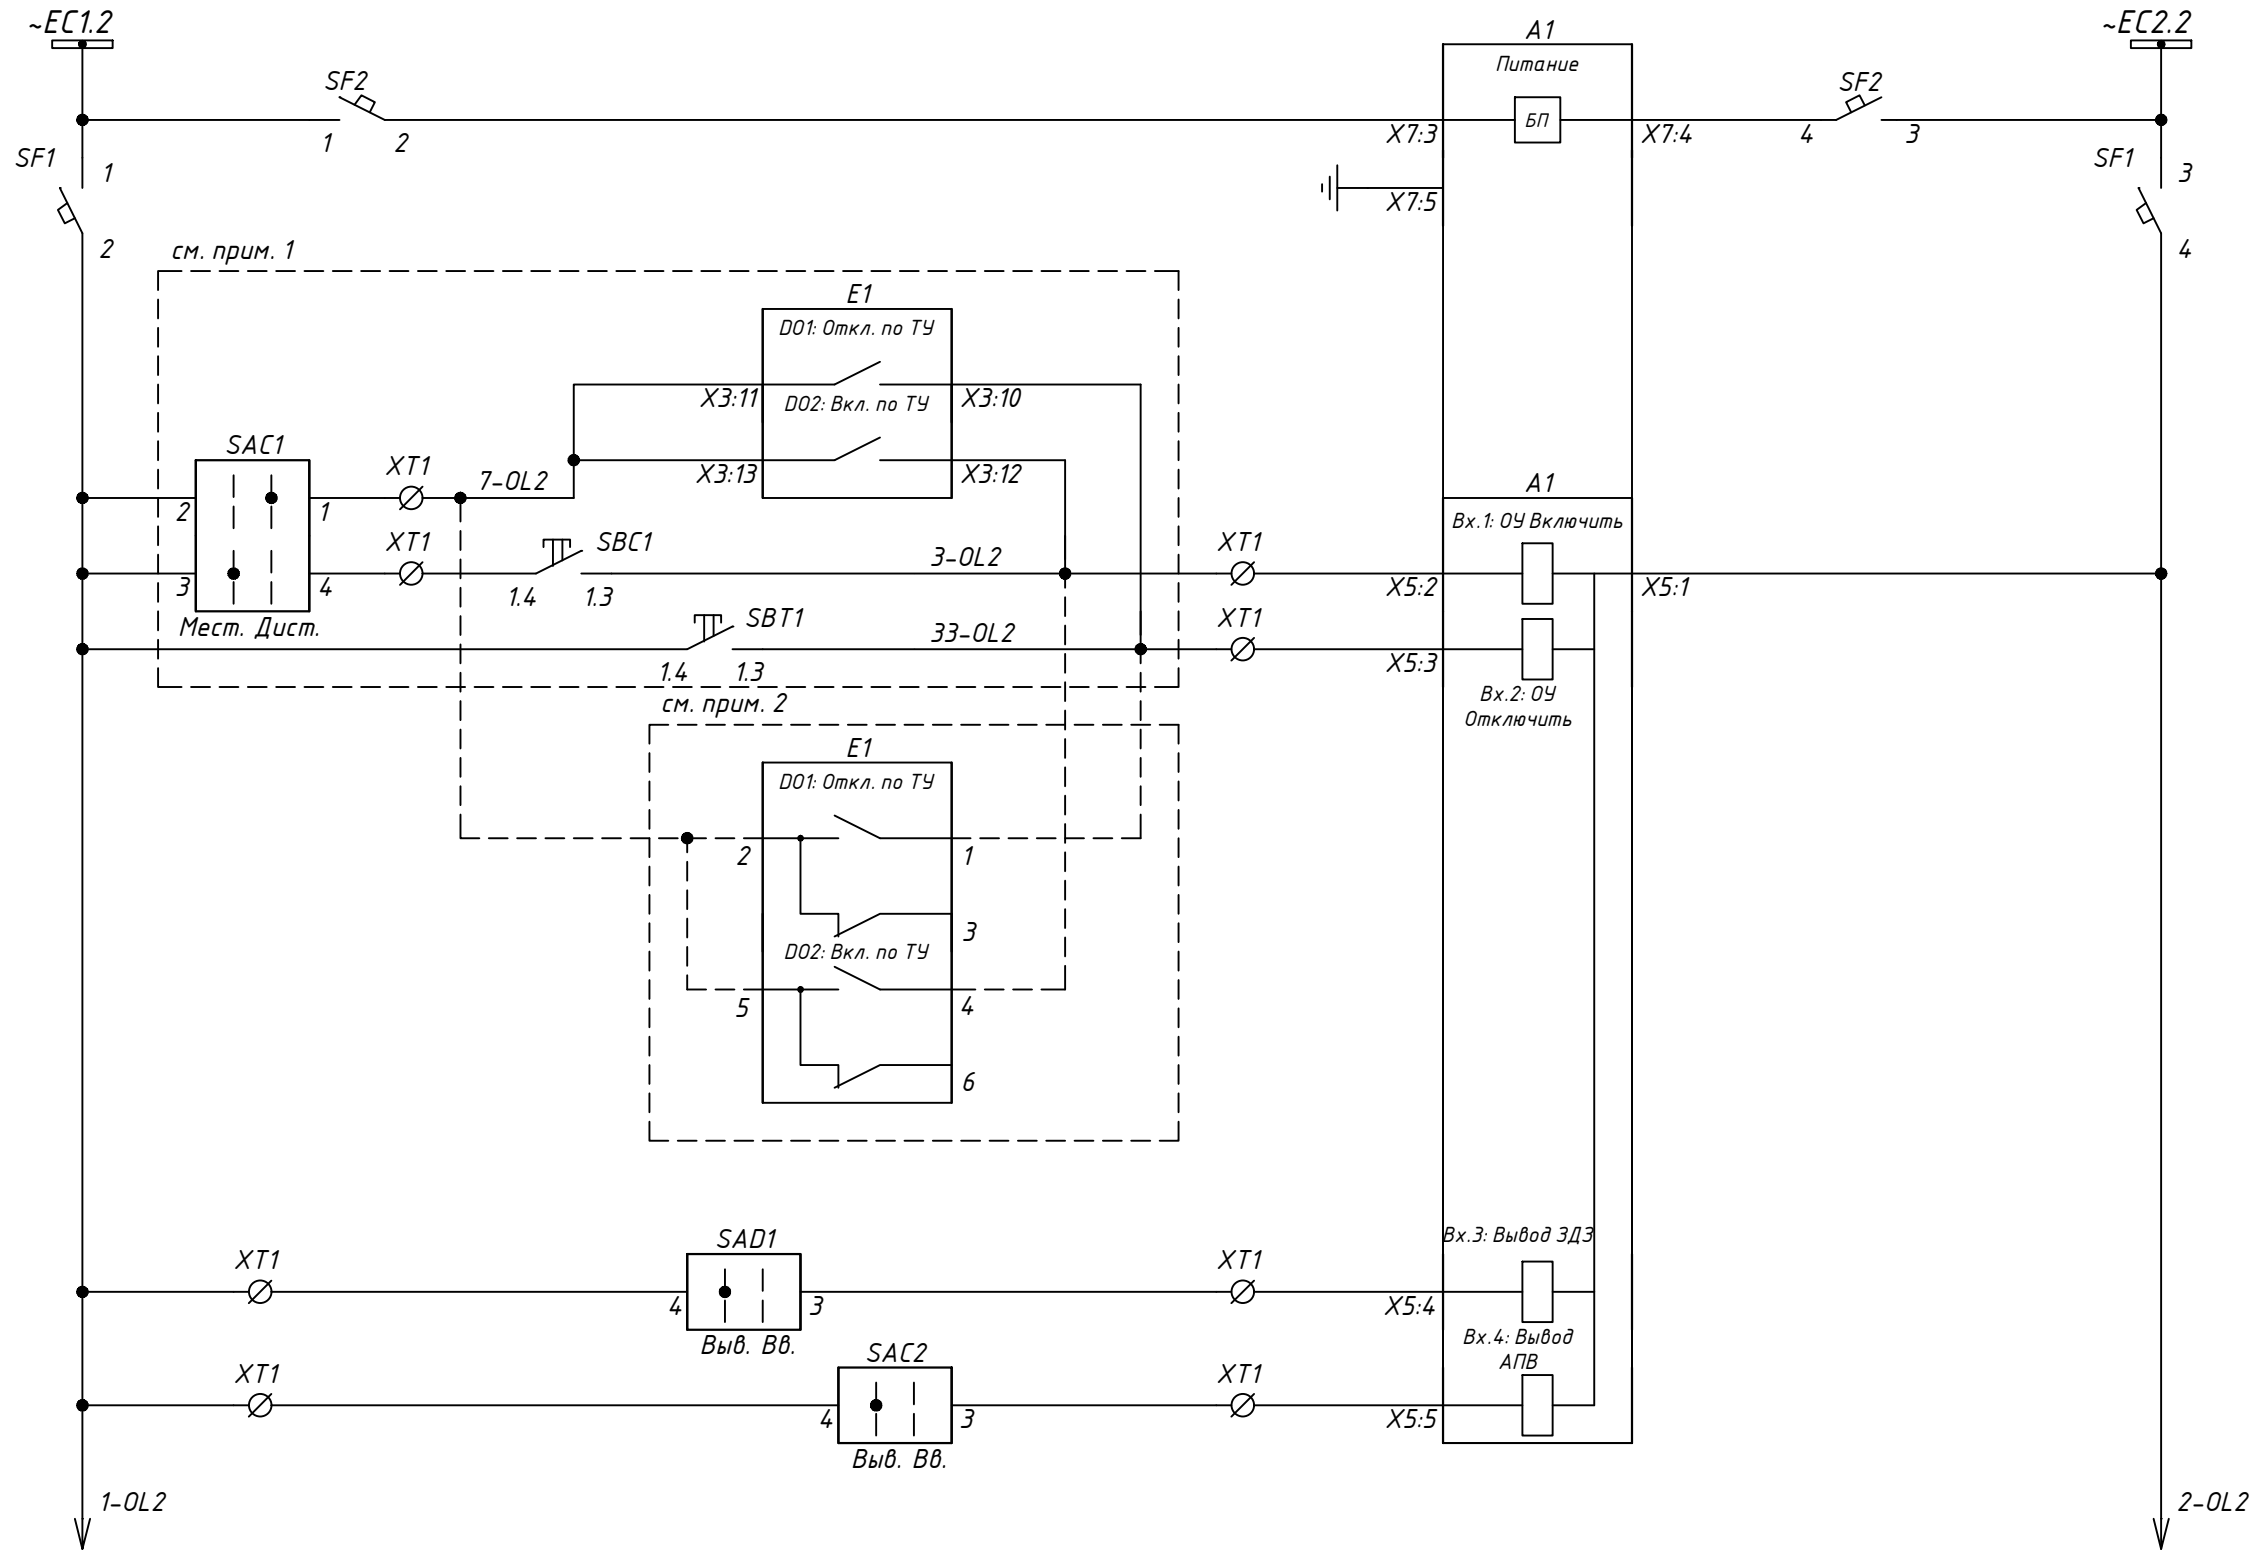 ~EC1.2
A1
~EC2.2
Питание
SF2
SF2
БП
1
2
X7:3
X7:4
4
3
SF1
1
SF1
3
X7:5
2
4
см. прим. 1
E1
DO1: Откл. по ТУ
X3:11
DO2: Вкл. по ТУ
X3:10
SAC1
XT1
7-OL2
X3:13
X3:12
A1
2
1
Вх.1: ОУ Включить
XT1
SBC1
3-OL2
XT1
3
4
1.4
1.3
X5:2
X5:1
Мест. Дист.
SBT1
33-OL2
XT1
1.4
1.3
X5:3
см. прим. 2
Вх.2: ОУ
Отключить
E1
DO1: Откл. по ТУ
2
1
3
DO2: Вкл. по ТУ
5
4
6
SAD1
Вх.3: Вывод ЗДЗ
XT1
XT1
4
3
X5:4
Выв. Вв.
Вх.4: Вывод
АПВ
SAC2
XT1
XT1
4
3
X5:5
Выв. Вв.
1-OL2
2-OL2